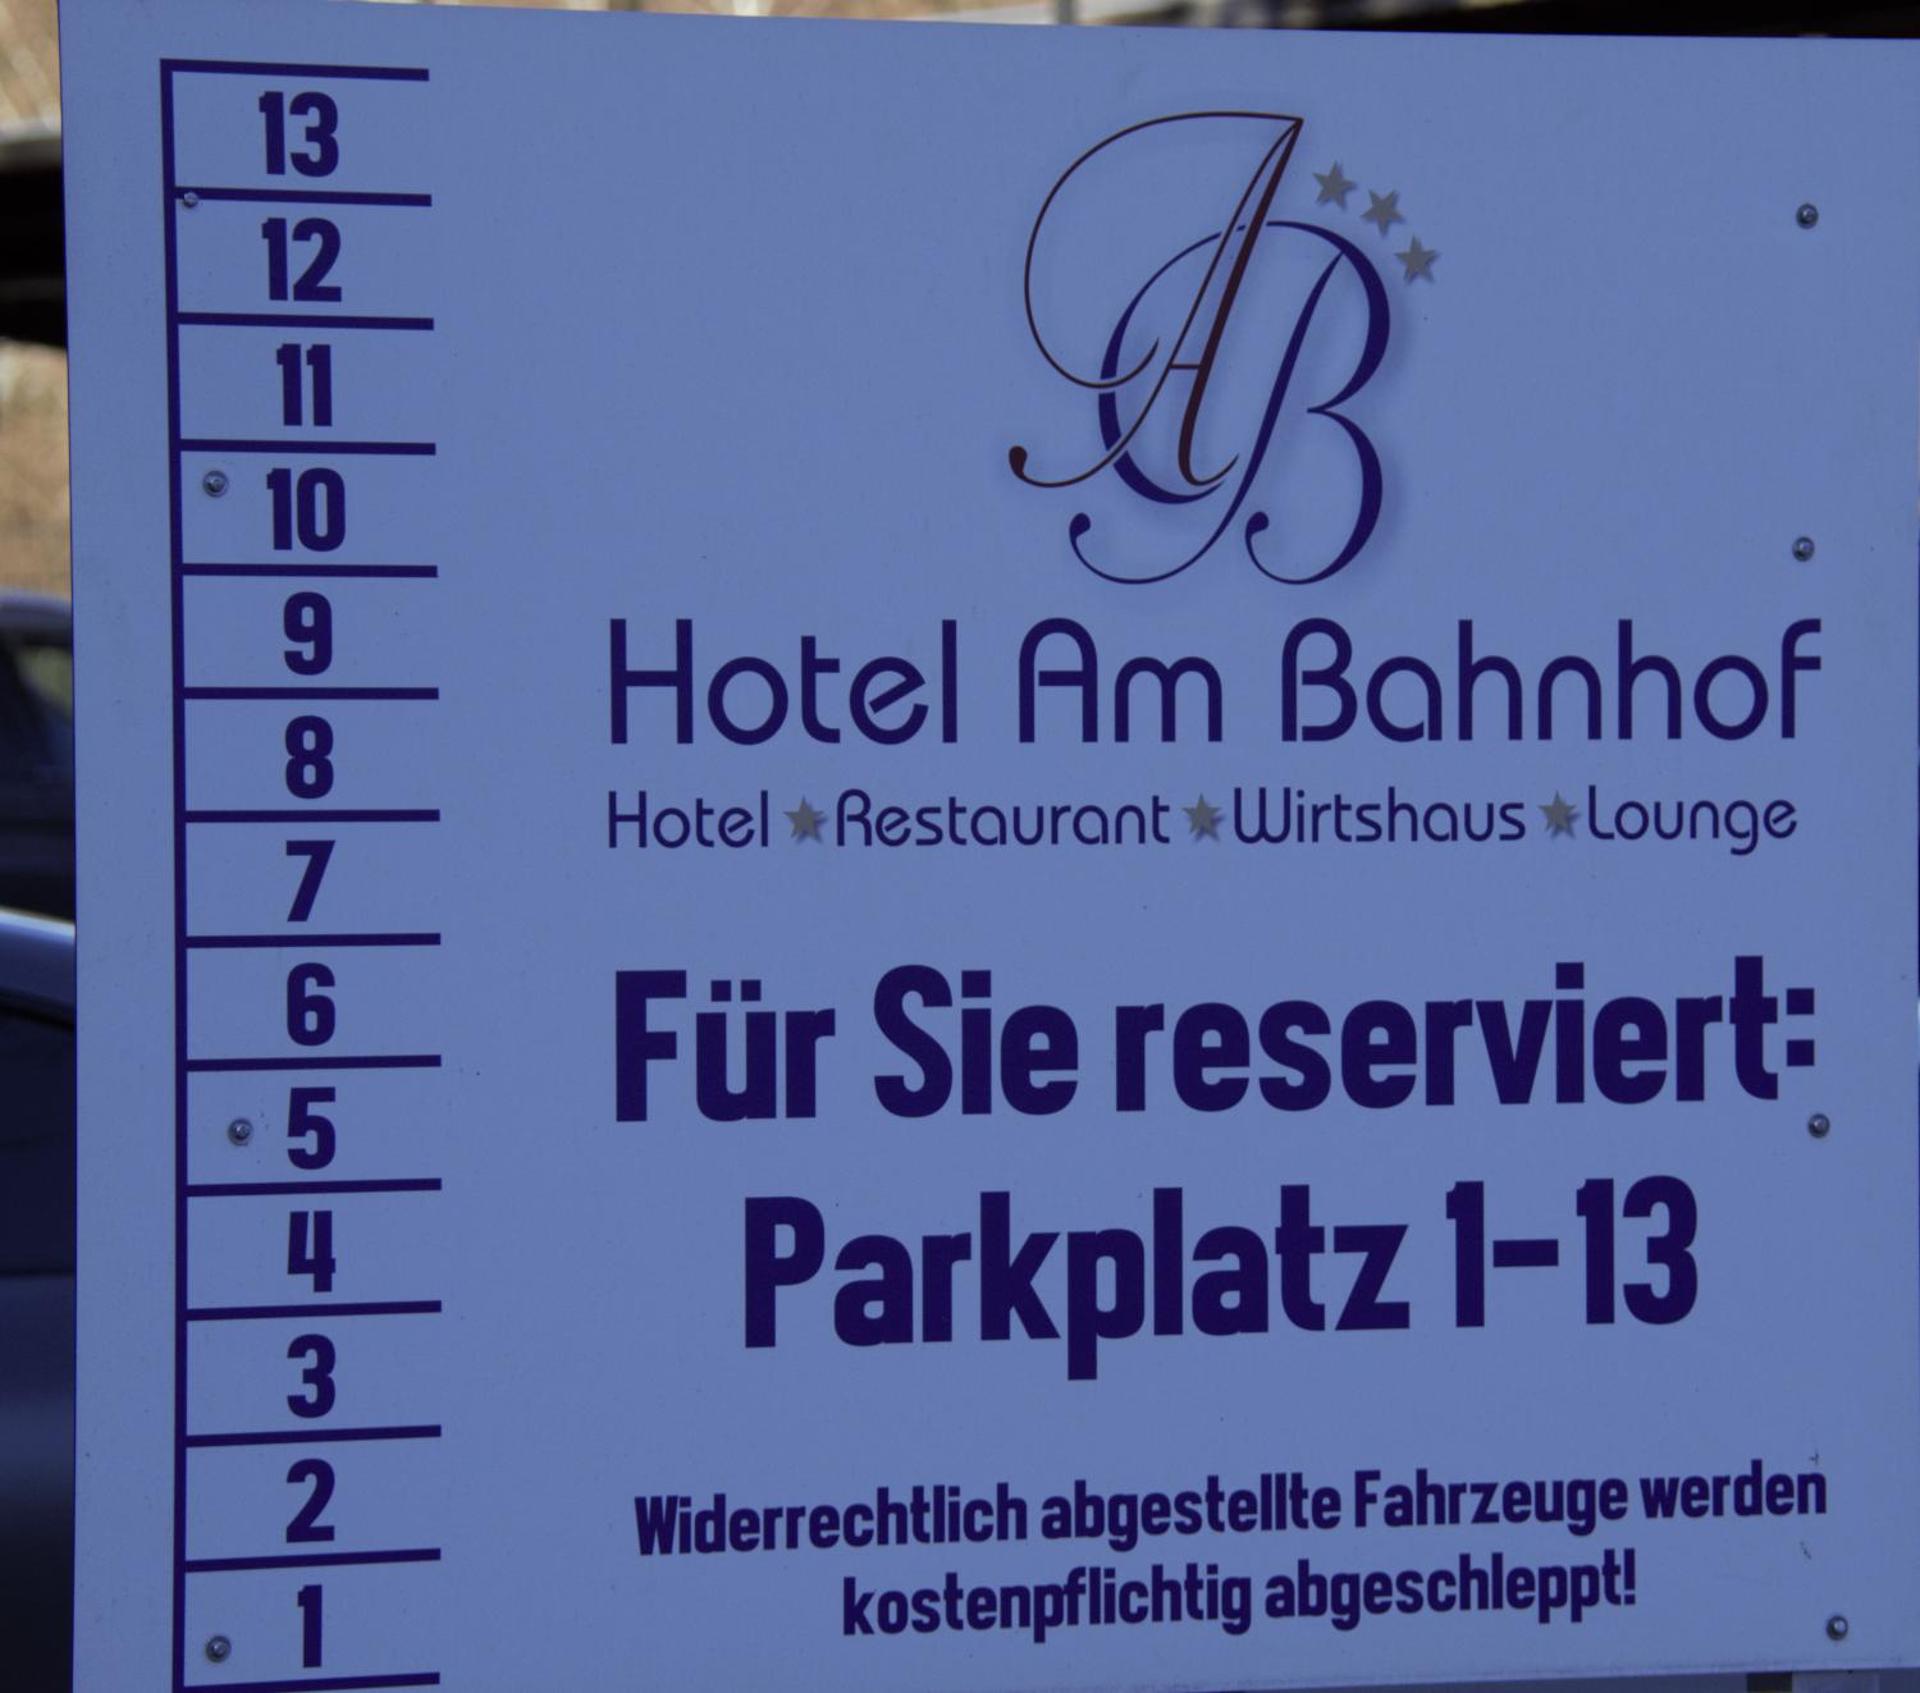 13
12
11
10
9
8
7
6
5
4
3
2
1
AB
Hotel Am Bahnhof
Hotel ★ Restaurant ★ Wirtshaus ★ Lounge
Für Sie reserviert:
Parkplatz 1-13
Widerrechtlich abgestellte Fahrzeuge werden
kostenpflichtig abgeschleppt!